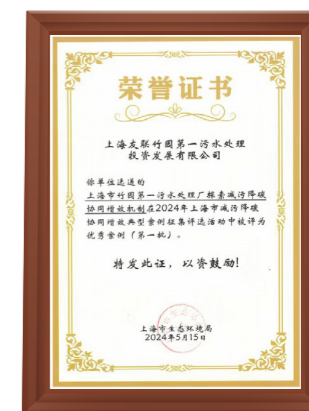 荣誉证书
上海友联竹园第一污水处理
投资发展有限公司
你单位选送的
上海市竹园第一污水处理厂探索减污降碳
协同增效机制在2024年上海市减污降碳
协同增效典型案例征集评选活动中被评为
优秀案例（第一批）。
特发此证，以资鼓励!
上海市生态环境局
2024年5月15日